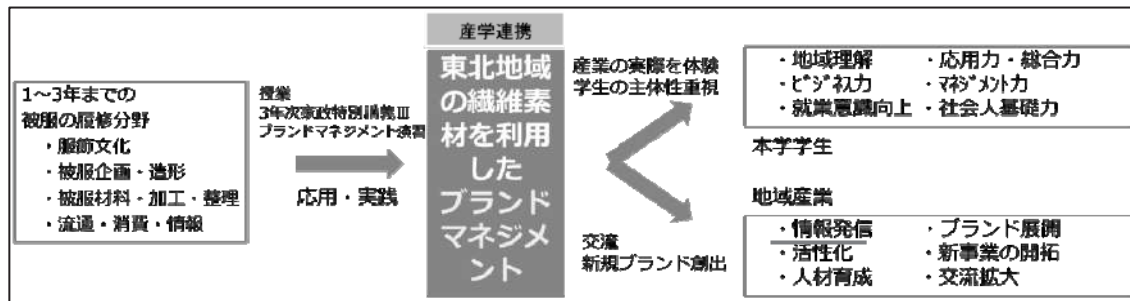 1～3年までの
被服の履修分野
・服飾文化
・被服企画・造形
・被服材料・加工・整理
・流通・消費・情報
授業
3年次家政特別講義Ⅲ
ブランドマネジメント演習
応用・実践
産学連携
東北地域
の繊維素
材を利用
した
ブランド
マネジメ
ント
産業の実際を体験
学生の主体性重視
交流
新規ブランド創出
・地域理解 ・応用力・総合力
・ビジネス力 ・マネジメント力
・就業意識向上 ・社会人基礎力
本学学生
地域産業
・情報発信 ・ブランド展開
・活性化 ・新事業の開拓
・人材育成 ・交流拡大